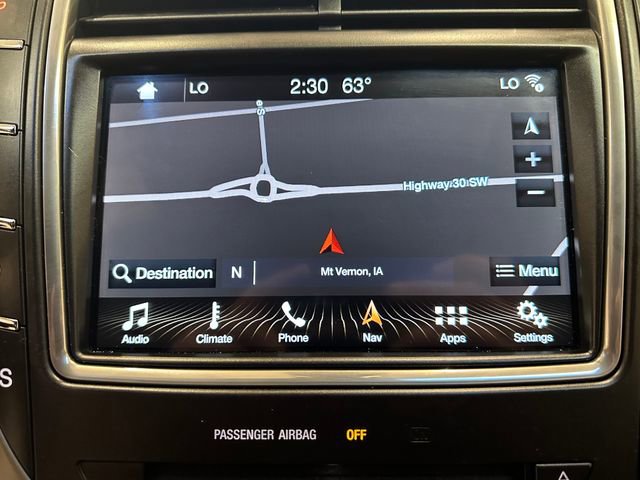 LO 2:30 63° LO
e S
Highway 30 SW
Destination N Mt Vernon, IA Menu
Audio Climate Phone Nav Apps Settings
S
PASSENGER AIRBAG OFF